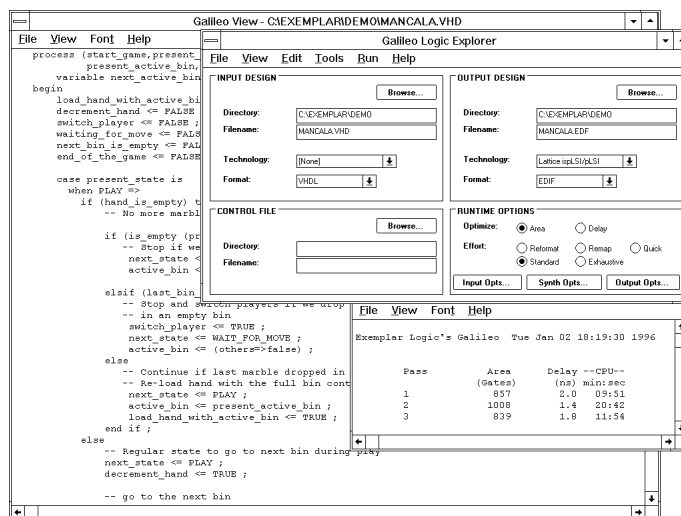 Galileo View - C:\EXEMPLAR\DEMO\MANCALA.VHD
File View Font Help
process (start_game,present_
present_active_bin,
variable next_active_bin
begin
load_hand_with_active_bi
decrement_hand <= FALSE
switch_player <= FALSE ;
waiting_for_move <= FALS
next_bin_is_empty <= FAL
end_of_the_game <= FALSE
case present_state is
when PLAY =>
if (hand_is_empty) t
-- No more marbl
if (is_empty (pr
-- Stop if we
next_state <
active_bin <
elsif (last_bin_
-- Stop and switch players if we drop
-- in an empty bin
switch_player <= TRUE ;
next_state <= WAIT_FOR_MOVE ;
active_bin <= (others=>false) ;
else
-- Continue if last marble dropped in
-- Re-load hand with the full bin cont
next_state <= PLAY ;
active_bin <= present_active_bin ;
load_hand_with_active_bin <= TRUE ;
end if ;
else
-- Regular state to go to next bin during play
next_state <= PLAY ;
decrement_hand <= TRUE ;
-- go to the next bin
Galileo Logic Explorer
File View Edit Tools Run Help
INPUT DESIGN
Browse...
Directory: C:\EXEMPLAR\DEMO
Filename: MANCALA.VHD
Technology: [None]
Format: VHDL
OUTPUT DESIGN
Browse...
Directory: C:\EXEMPLAR\DEMO
Filename: MANCALA.EDF
Technology: Lattice ispLSI/pLSI
Format: EDIF
CONTROL FILE
Browse...
Directory:
Filename:
RUNTIME OPTIONS
Optimize: Area Delay
Effort: Reformat Remap Quick
Standard Exhaustive
Input Opts... Synth Opts... Output Opts...
File View Font Help
Exemplar Logic's Galileo Tue Jan 02 18:19:30 1996
Pass Area Delay --CPU--
(Gates) (ns) min:sec
1 857 2.0 09:51
2 1008 1.4 20:42
3 839 1.8 11:54